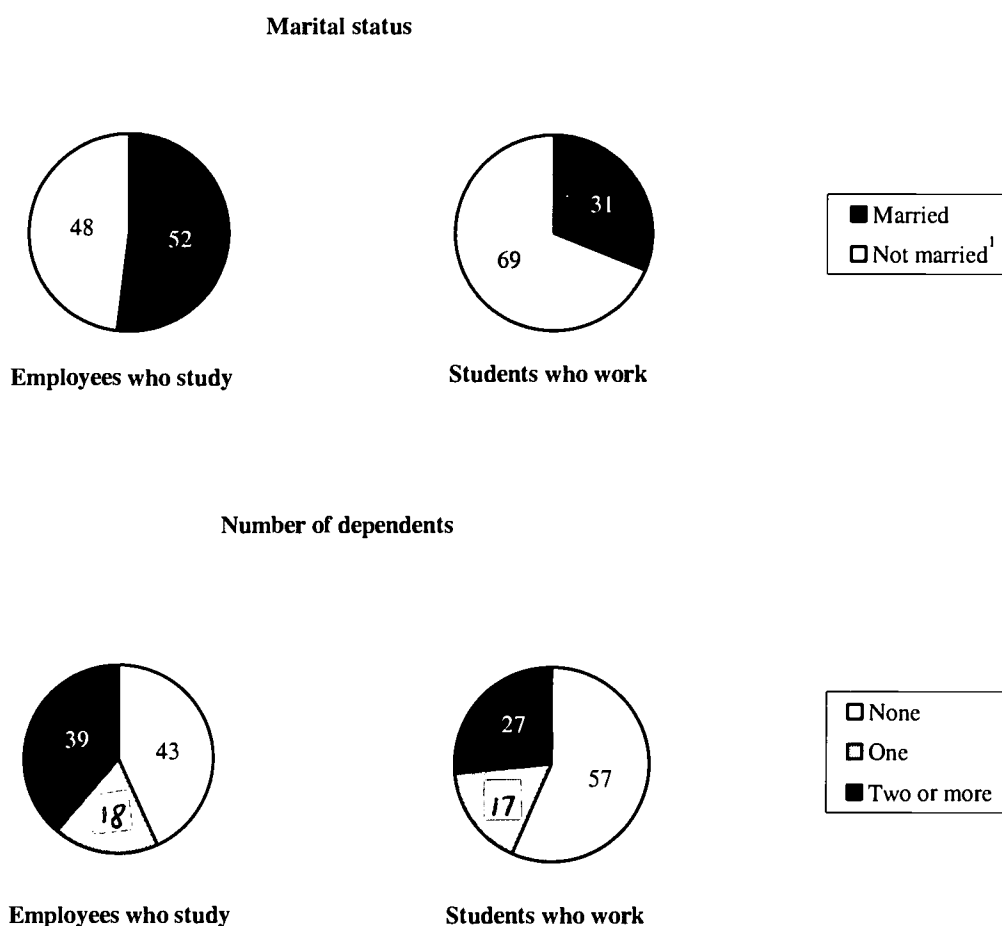 Marital status
48
52
31
69
Married
Not married¹
Employees who study
Students who work
Number of dependents
39
43
18
27
57
17
None
One
Two or more
Employees who study
Students who work